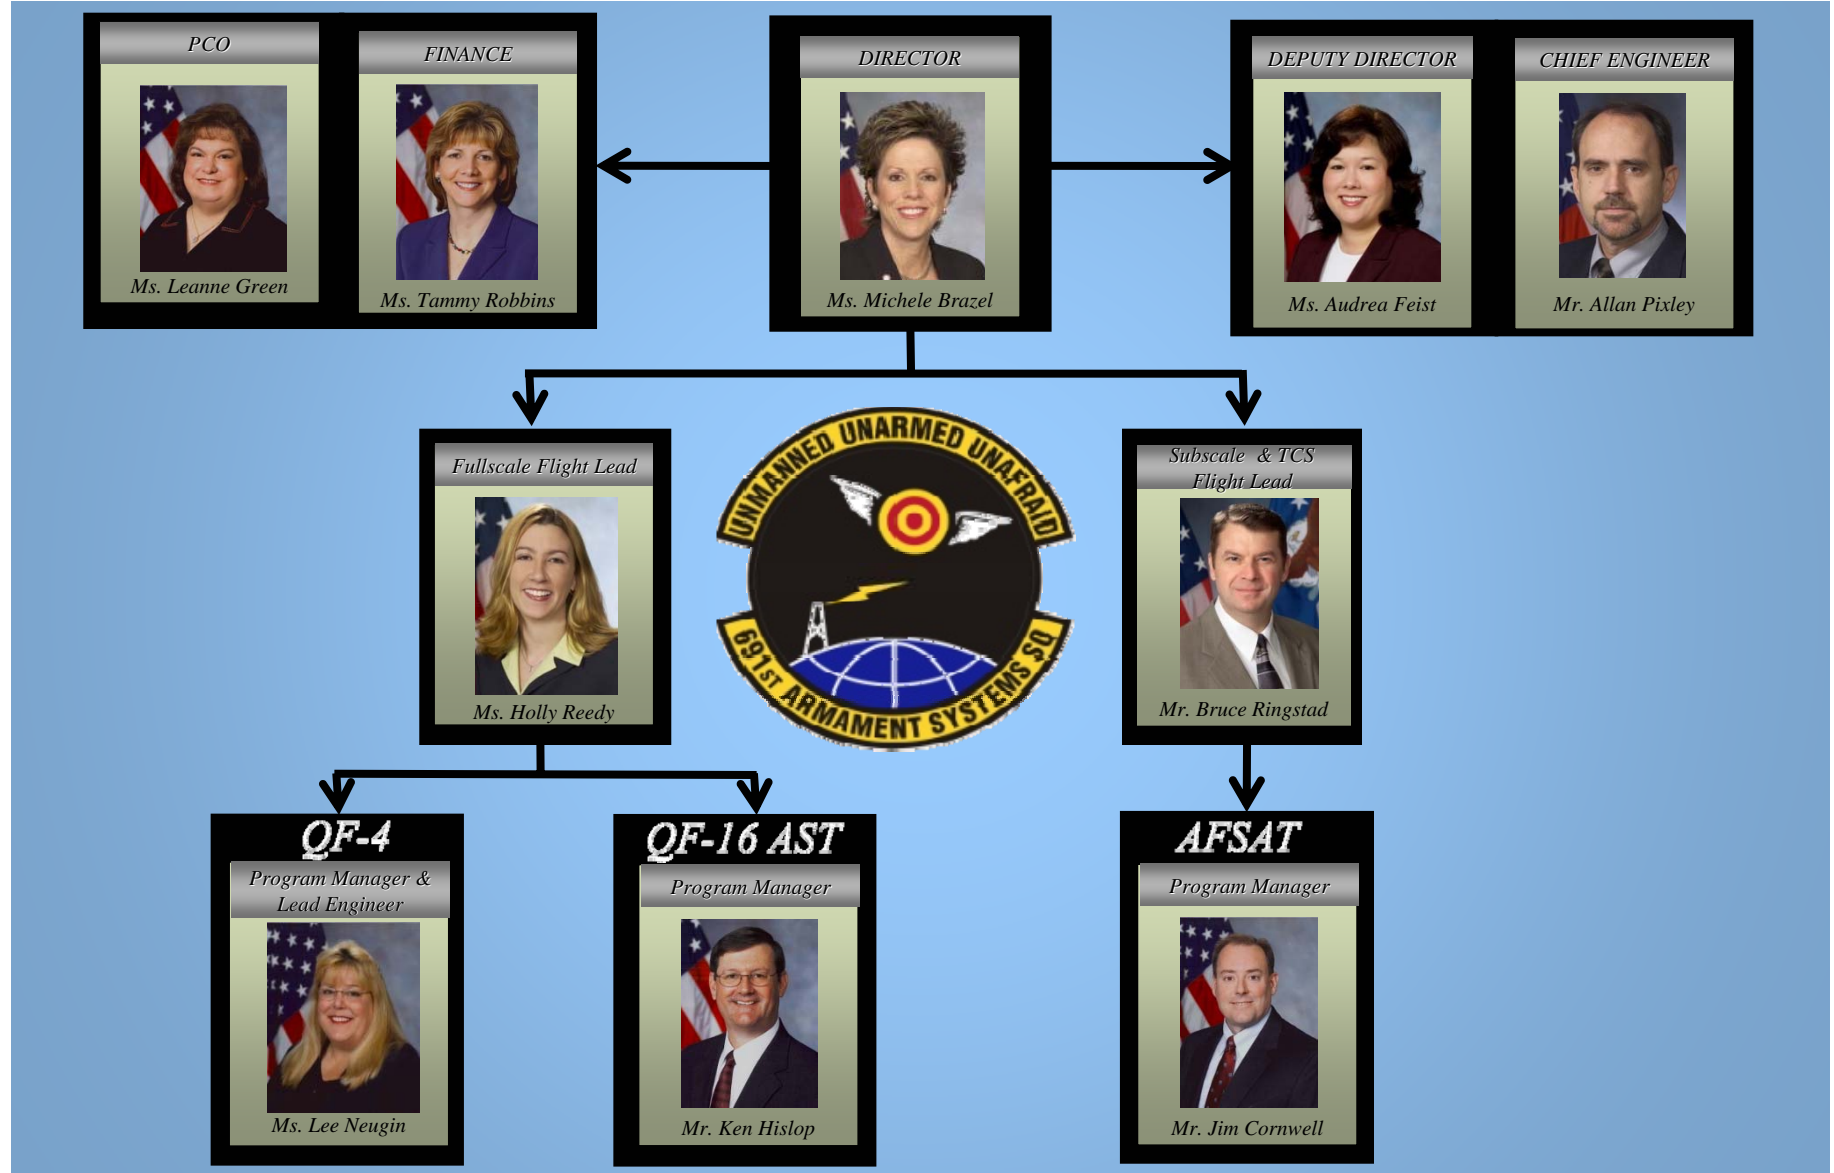 PCO
FINANCE
DIRECTOR
DEPUTY DIRECTOR
CHIEF ENGINEER
Ms. Leanne Green
Ms. Tammy Robbins
Ms. Michele Brazel
Ms. Audrea Feist
Mr. Allan Pixley
Fullscale Flight Lead
Ms. Holly Reedy
UNMANNED UNARMED UNAFRAID
691ST ARMAMENT SYSTEMS SQ
Subscale & TCS
Flight Lead
Mr. Bruce Ringstad
QF-4
Program Manager &
Lead Engineer
Ms. Lee Neugin
QF-16 AST
Program Manager
Mr. Ken Hislop
AFSAT
Program Manager
Mr. Jim Cornwell